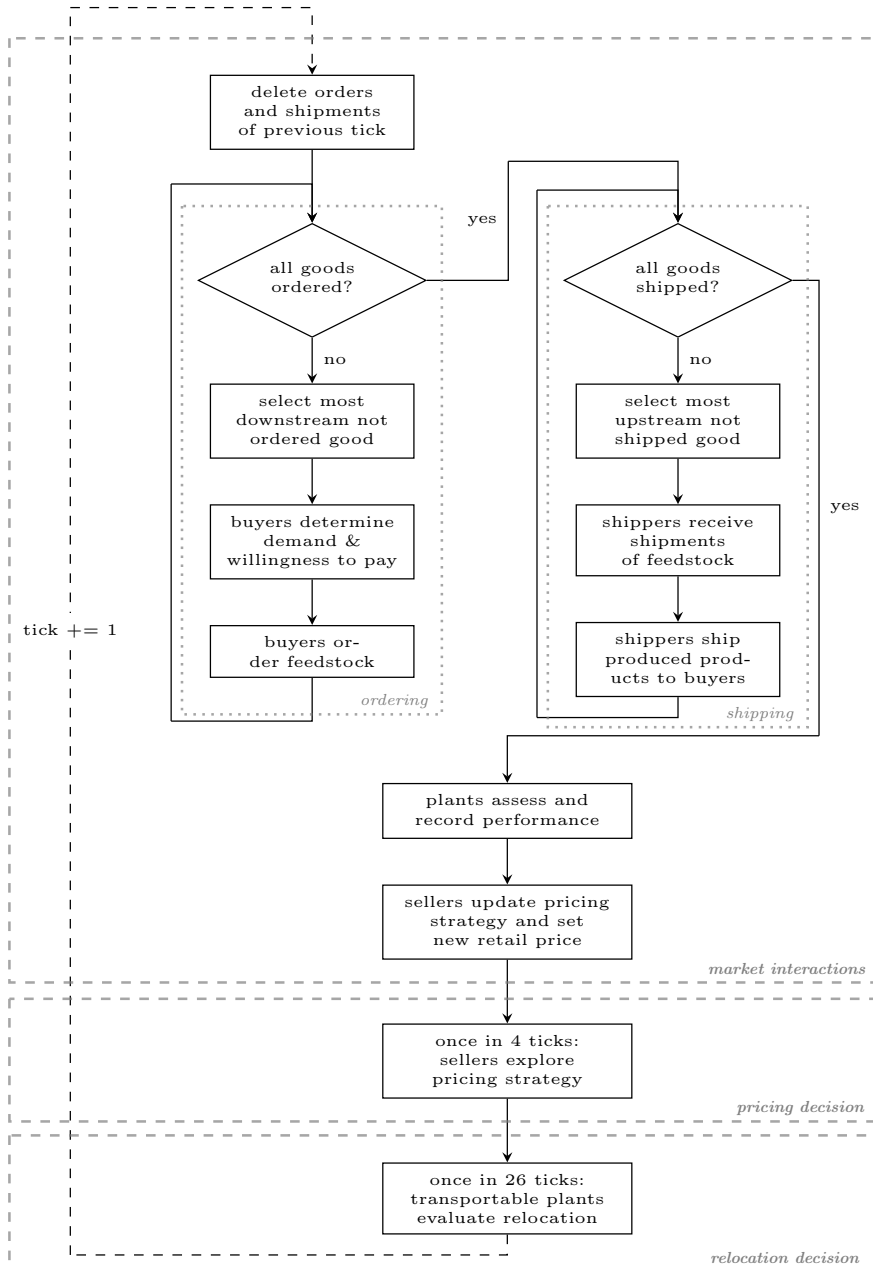 delete orders
and shipments
of previous tick
yes
all goods
ordered?
no
select most
downstream not
ordered good
buyers determine
demand &
willingness to pay
buyers or-
der feedstock
ordering
all goods
shipped?
no
select most
upstream not
shipped good
shippers receive
shipments
of feedstock
shippers ship
produced prod-
ucts to buyers
shipping
yes
tick += 1
plants assess and
record performance
sellers update pricing
strategy and set
new retail price
market interactions
once in 4 ticks:
sellers explore
pricing strategy
pricing decision
once in 26 ticks:
transportable plants
evaluate relocation
relocation decision